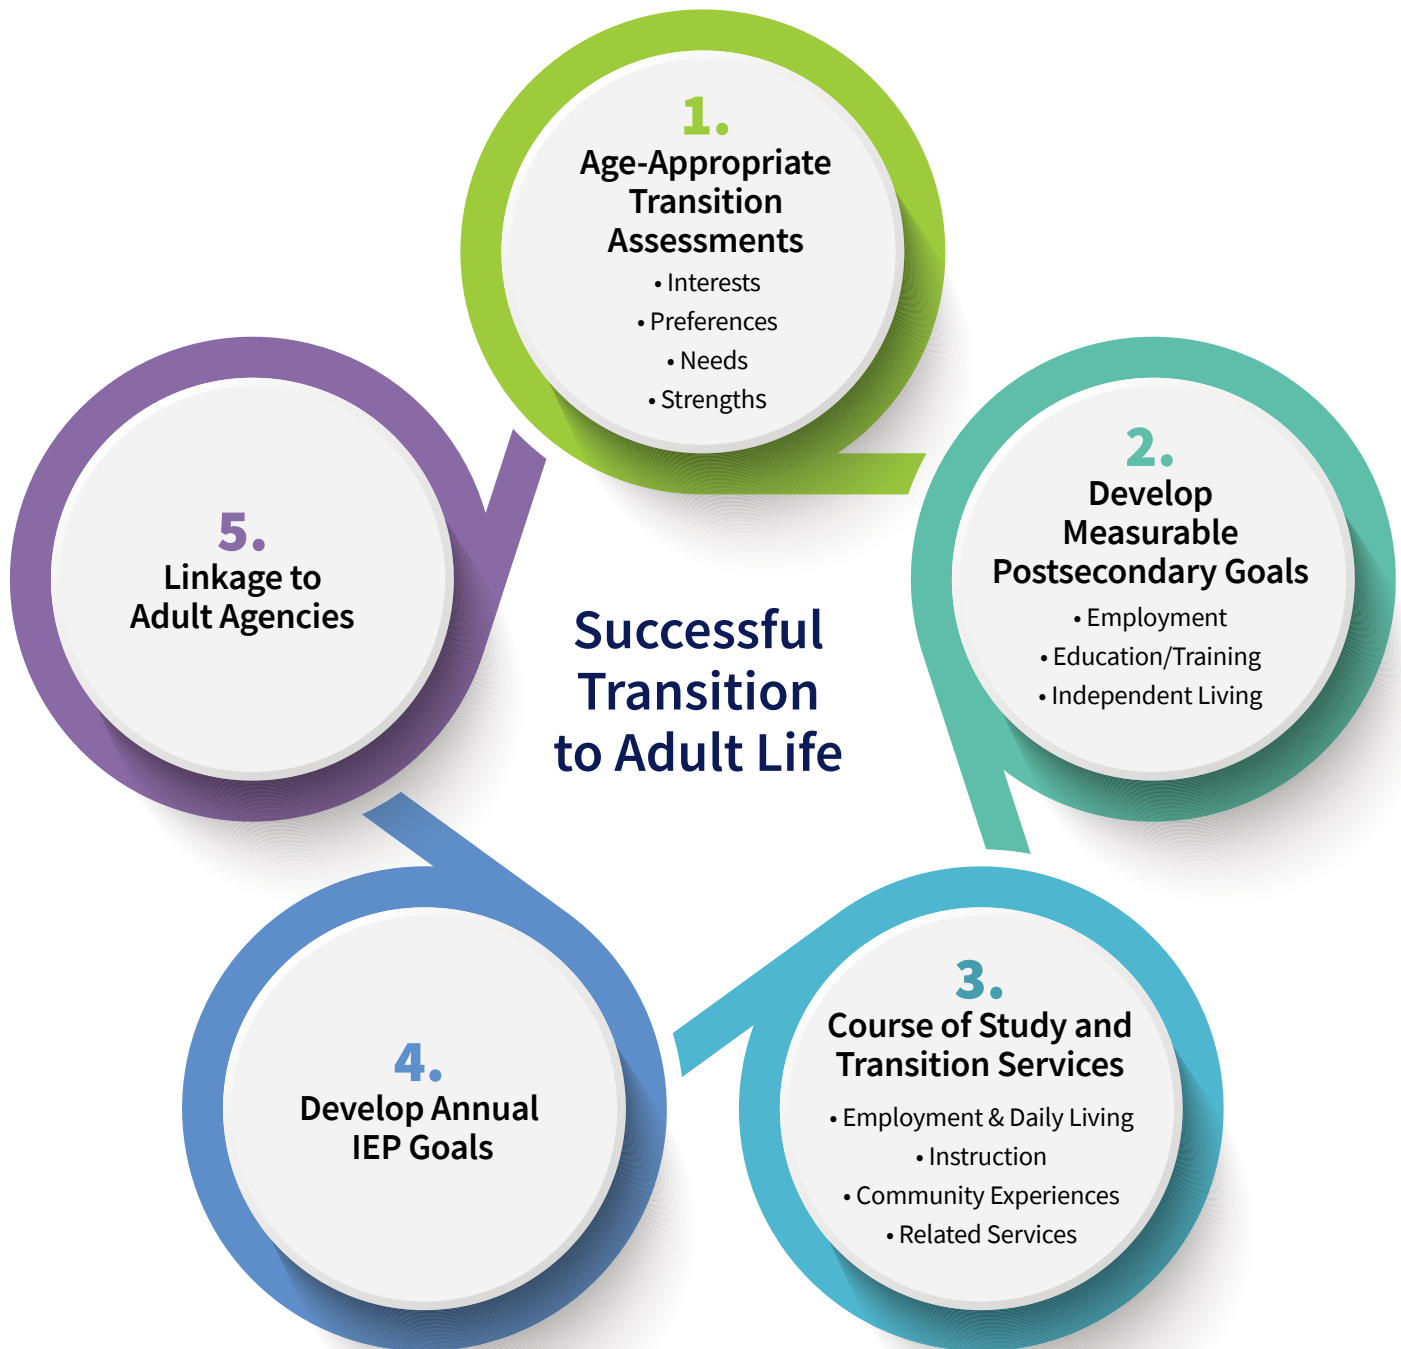 1.
Age-Appropriate
Transition
Assessments
• Interests
• Preferences
• Needs
• Strengths
2.
Develop
Measurable
Postsecondary Goals
• Employment
• Education/Training
• Independent Living
3.
Course of Study and
Transition Services
• Employment & Daily Living
• Instruction
• Community Experiences
• Related Services
4.
Develop Annual
IEP Goals
5.
Linkage to
Adult Agencies
Successful
Transition
to Adult Life